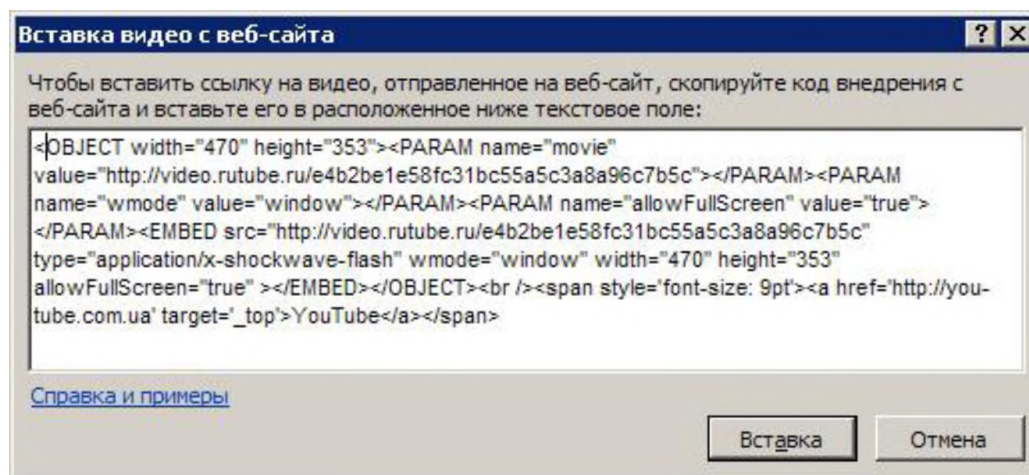 Вставка видео с веб-сайта
Чтобы вставить ссылку на видео, отправленное на веб-сайт, скопируйте код внедрения с
веб-сайта и вставьте его в расположенное ниже текстовое поле:
<OBJECT width="470" height="353"><PARAM name="movie"
value="http://video.rutube.ru/e4b2be1e58fc31bc55a5c3a8a96c7b5c"></PARAM><PARAM
name="wmode" value="window"></PARAM><PARAM name="allowFullScreen" value="true">
</PARAM><EMBED src="http://video.rutube.ru/e4b2be1e58fc31bc55a5c3a8a96c7b5c"
type="application/x-shockwave-flash" wmode="window" width="470" height="353"
allowFullScreen="true" ></EMBED></OBJECT><br /><span style='font-size: 9pt'><a href='http://you-
tube.com.ua' target='_top'>YouTube</a></span>
Справка и примеры
Вставка Отмена